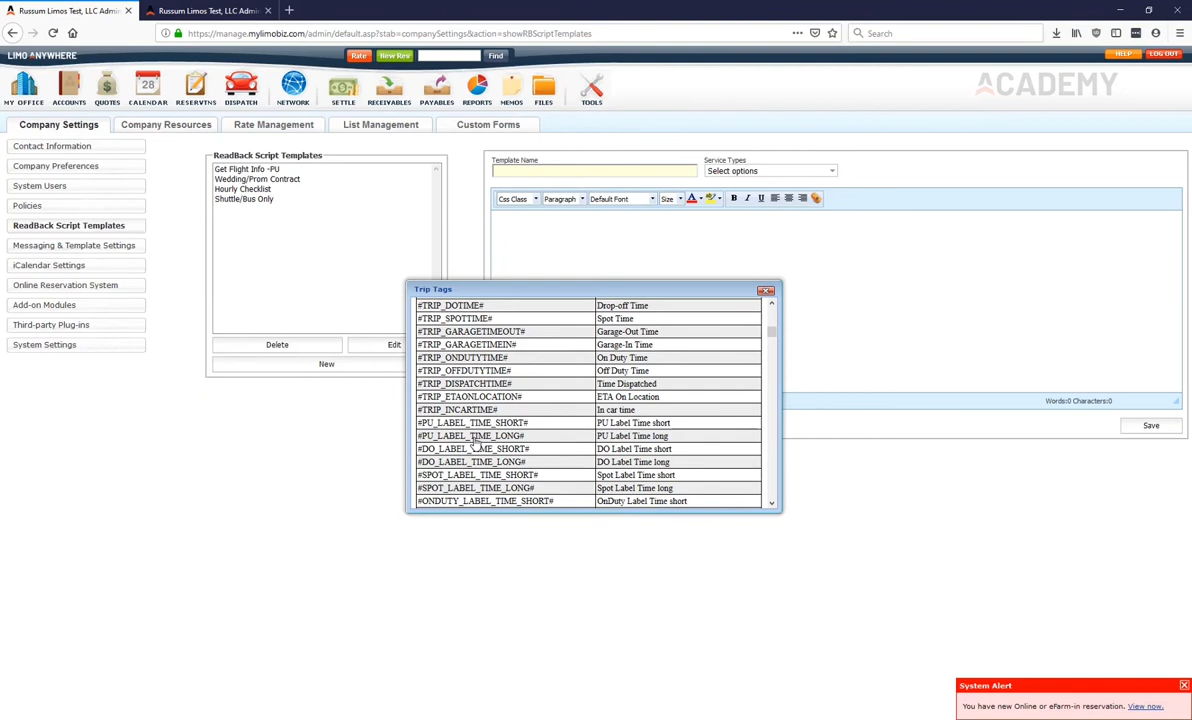 Russum Limos Test, LLC Admin
Russum Limos Test, LLC Admin
https://manage.mylimobiz.com/admin/default.asp?stab=companySettings&action=showRBScriptTemplates
Search
LIMO ANYWHERE
Rate
New Res
Find
HELP
LOG OUT
MY OFFICE
ACCOUNTS
QUOTES
28
CALENDAR
RESERVTNS
DISPATCH
NETWORK
SETTLE
RECEIVABLES
PAYABLES
REPORTS
MEMOS
FILES
TOOLS
ACADEMY
Company Settings
Company Resources
Rate Management
List Management
Custom Forms
Contact Information
Company Preferences
System Users
Policies
ReadBack Script Templates
Messaging & Template Settings
iCalendar Settings
Online Reservation System
Add-on Modules
Third-party Plug-ins
System Settings
ReadBack Script Templates
Get Flight Info -PU
Wedding/Prom Contract
Hourly Checklist
Shuttle/Bus Only
Delete
Edit
New
Template Name
Service Types
Select options
Css Class
Paragraph
Default Font
Size
A
B
I
U
Words:0 Characters:0
Save
Trip Tags
#TRIP_DOTIME# Drop-off Time
#TRIP_SPOTTIME# Spot Time
#TRIP_GARAGETIMEOUT# Garage-Out Time
#TRIP_GARAGETIMEIN# Garage-In Time
#TRIP_ONDUTYTIME# On Duty Time
#TRIP_OFFDUTYTIME# Off Duty Time
#TRIP_DISPATCHTIME# Time Dispatched
#TRIP_ETAONLOCATION# ETA On Location
#TRIP_INCARTIME# In car time
#PU_LABEL_TIME_SHORT# PU Label Time short
#PU_LABEL_TIME_LONG# PU Label Time long
#DO_LABEL_TIME_SHORT# DO Label Time short
#DO_LABEL_TIME_LONG# DO Label Time long
#SPOT_LABEL_TIME_SHORT# Spot Label Time short
#SPOT_LABEL_TIME_LONG# Spot Label Time long
#ONDUTY_LABEL_TIME_SHORT# OnDuty Label Time short
System Alert
You have new Online or eFarm-in reservation. View now.